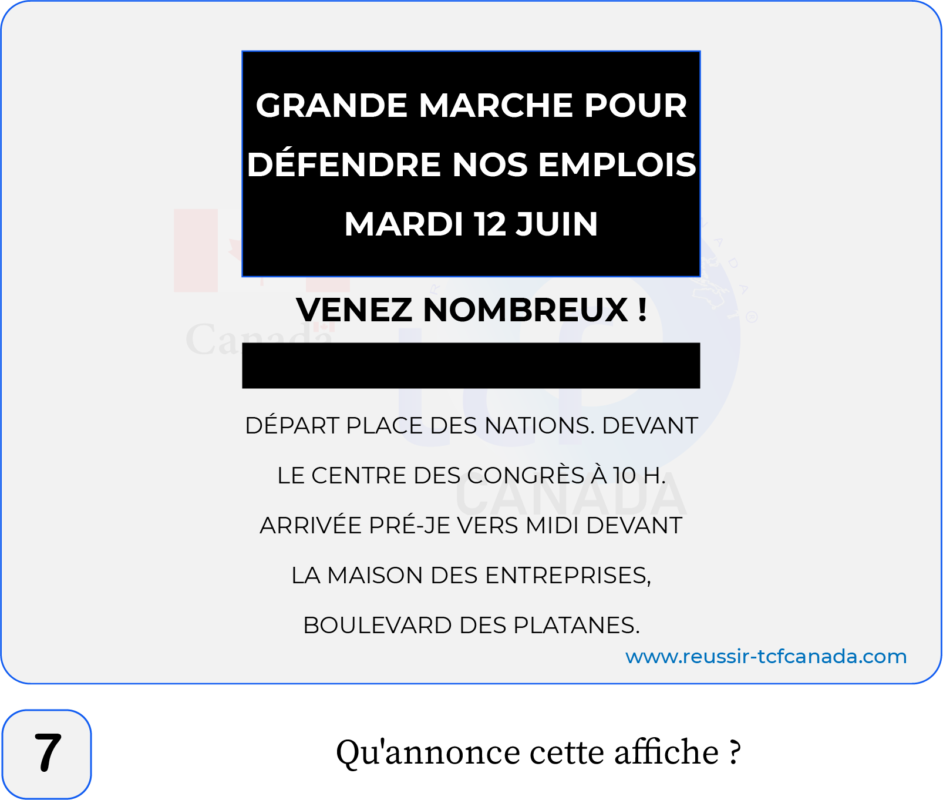 GRANDE MARCHE POUR
DÉFENDRE NOS EMPLOIS
MARDI 12 JUIN
VENEZ NOMBREUX !
Canada
DÉPART PLACE DES NATIONS. DEVANT
LE CENTRE DES CONGRÈS À 10 H.
CANADA
ARRIVÉE PRÉ-JE VERS MIDI DEVANT
LA MAISON DES ENTREPRISES,
BOULEVARD DES PLATANES.
www.reussir-tcfcanada.com
7
Qu'annonce cette affiche ?